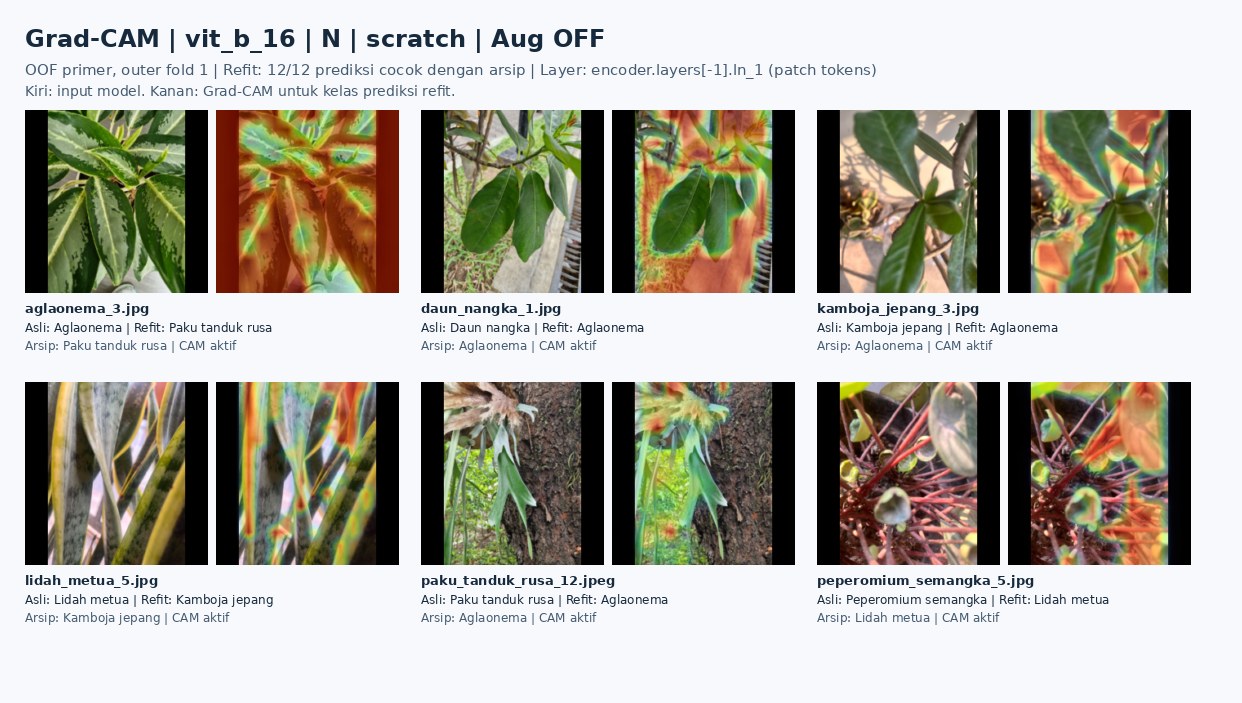 Grad-CAM | vit_b_16 | N | scratch | Aug OFF
OOF primer, outer fold 1 | Refit: 12/12 prediksi cocok dengan arsip | Layer: encoder.layers[-1].ln_1 (patch tokens)
Kiri: input model. Kanan: Grad-CAM untuk kelas prediksi refit.
aglaonema_3.jpg
Asli: Aglaonema | Refit: Paku tanduk rusa
Arsip: Paku tanduk rusa | CAM aktif
daun_nangka_1.jpg
Asli: Daun nangka | Refit: Aglaonema
Arsip: Aglaonema | CAM aktif
kamboja_jepang_3.jpg
Asli: Kamboja jepang | Refit: Aglaonema
Arsip: Aglaonema | CAM aktif
lidah_metua_5.jpg
Asli: Lidah metua | Refit: Kamboja jepang
Arsip: Kamboja jepang | CAM aktif
paku_tanduk_rusa_12.jpeg
Asli: Paku tanduk rusa | Refit: Aglaonema
Arsip: Aglaonema | CAM aktif
peperomium_semangka_5.jpg
Asli: Peperomium semangka | Refit: Lidah metua
Arsip: Lidah metua | CAM aktif